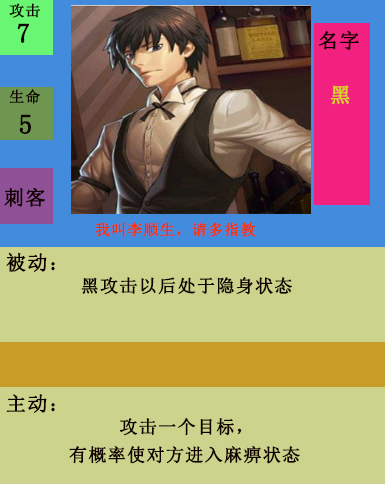 攻击
7
生命
5
刺客
名字
黑
我叫李顺生，请多指教
被动：
黑攻击以后处于隐身状态
主动：
攻击一个目标，
有概率使对方进入麻痹状态